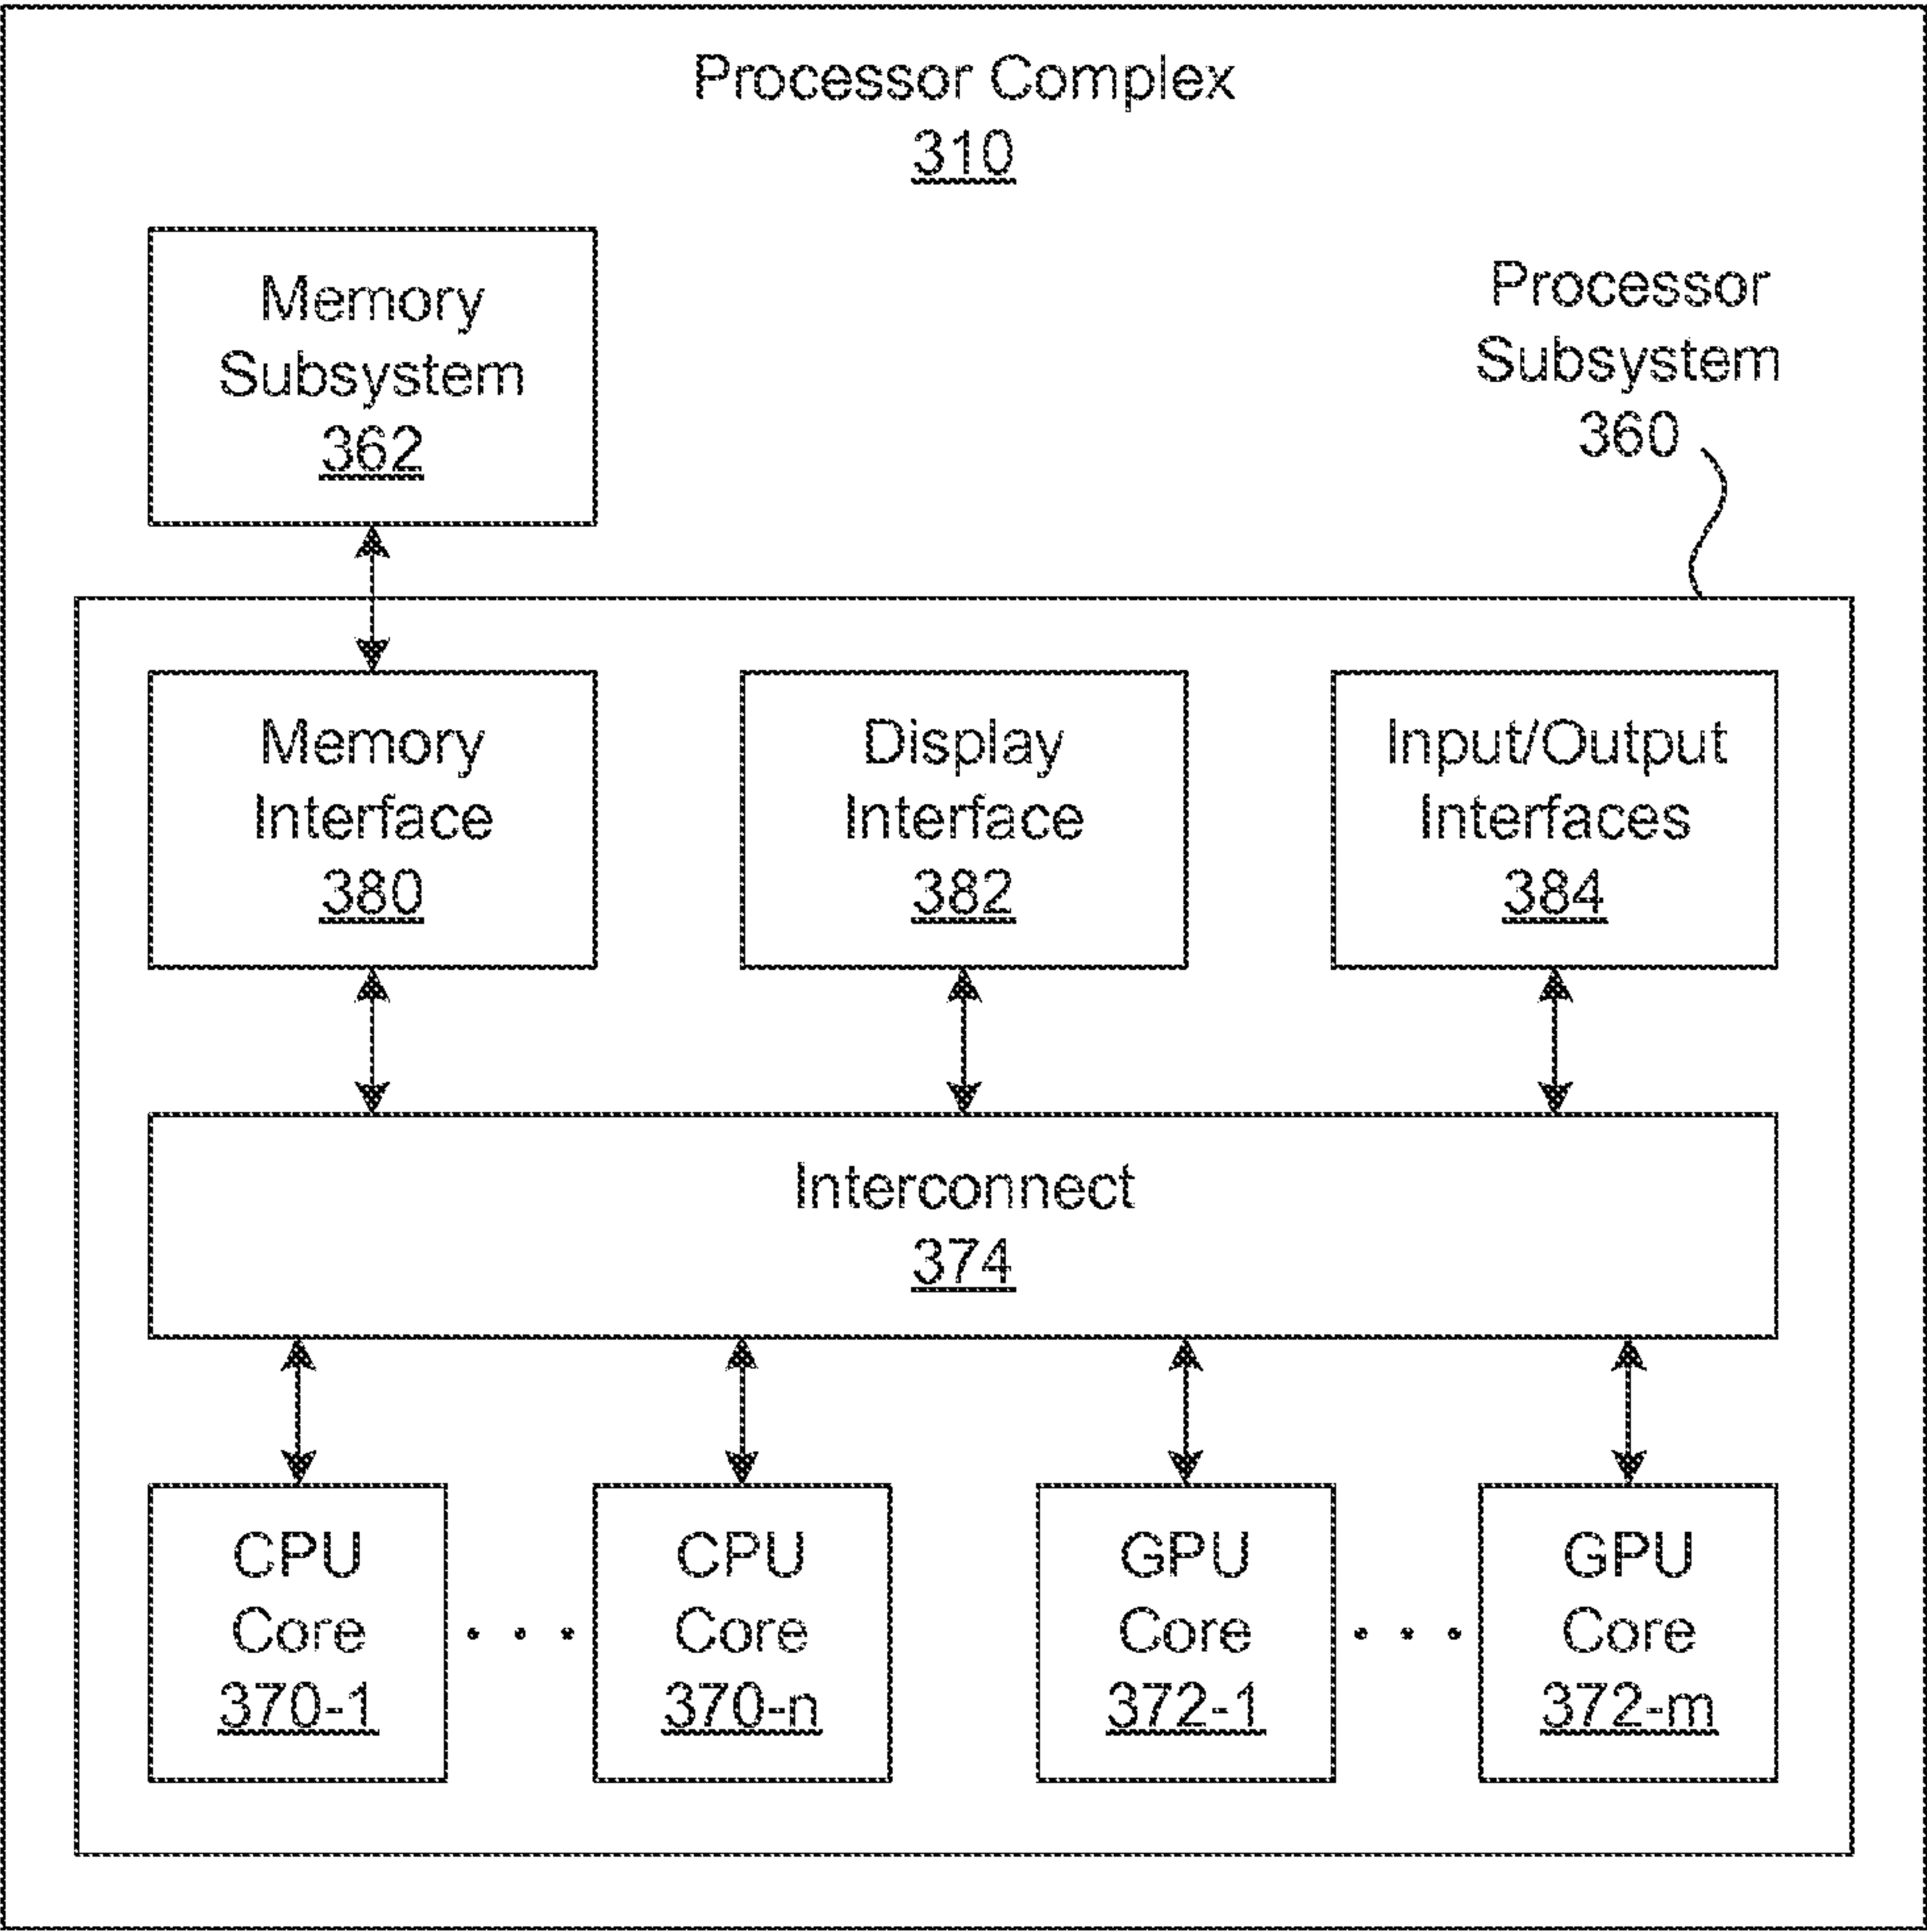 Processor Complex
310
Memory
Subsystem
362
Processor
Subsystem
360
Memory
Interface
380
Display
Interface
382
Input/Output
Interfaces
384
Interconnect
374
CPU
Core
370-1
CPU
Core
370-n
GPU
Core
372-1
GPU
Core
372-m